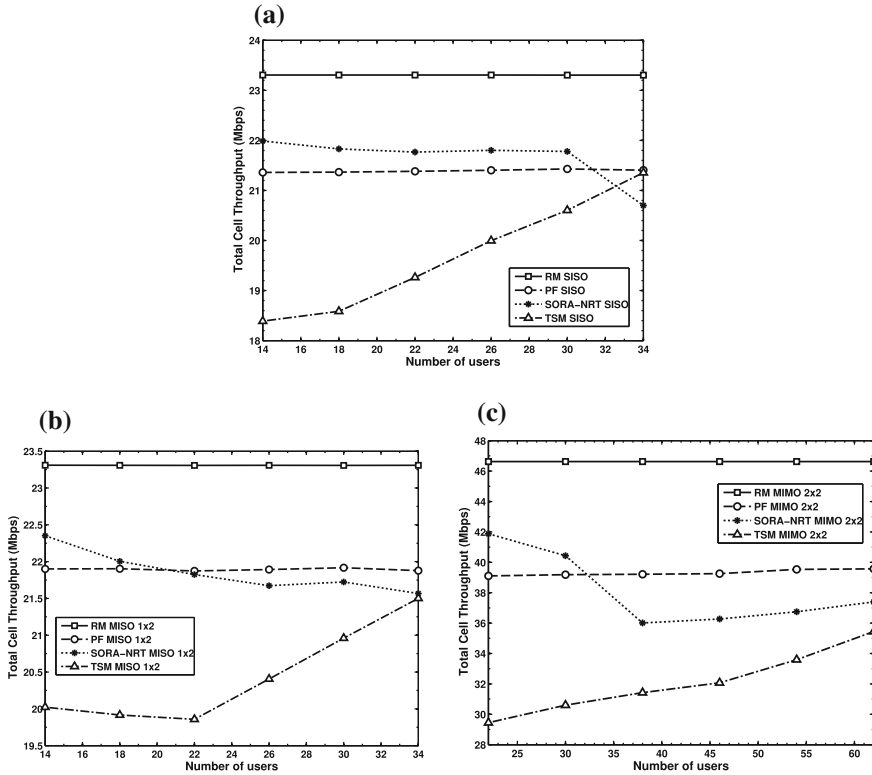 (a)
24
23
22
21
20
19
18
Total Cell Throughput (Mbps)
RM SISO
PF SISO
SORA-NRT SISO
TSM SISO
14 16 18 20 22 24 26 28 30 32 34
Number of users
(b)
23.5
23
22.5
22
21.5
21
20.5
20
19.5
Total Cell Throughput (Mbps)
RM MISO 1x2
PF MISO 1x2
SORA-NRT MISO 1x2
TSM MISO 1x2
14 16 18 20 22 24 26 28 30 32 34
Number of users
(c)
48
46
44
42
40
38
36
34
32
30
28
Total Cell Throughput (Mbps)
RM MIMO 2x2
PF MIMO 2x2
SORA-NRT MIMO 2x2
TSM MIMO 2x2
25 30 35 40 45 50 55 60
Number of users